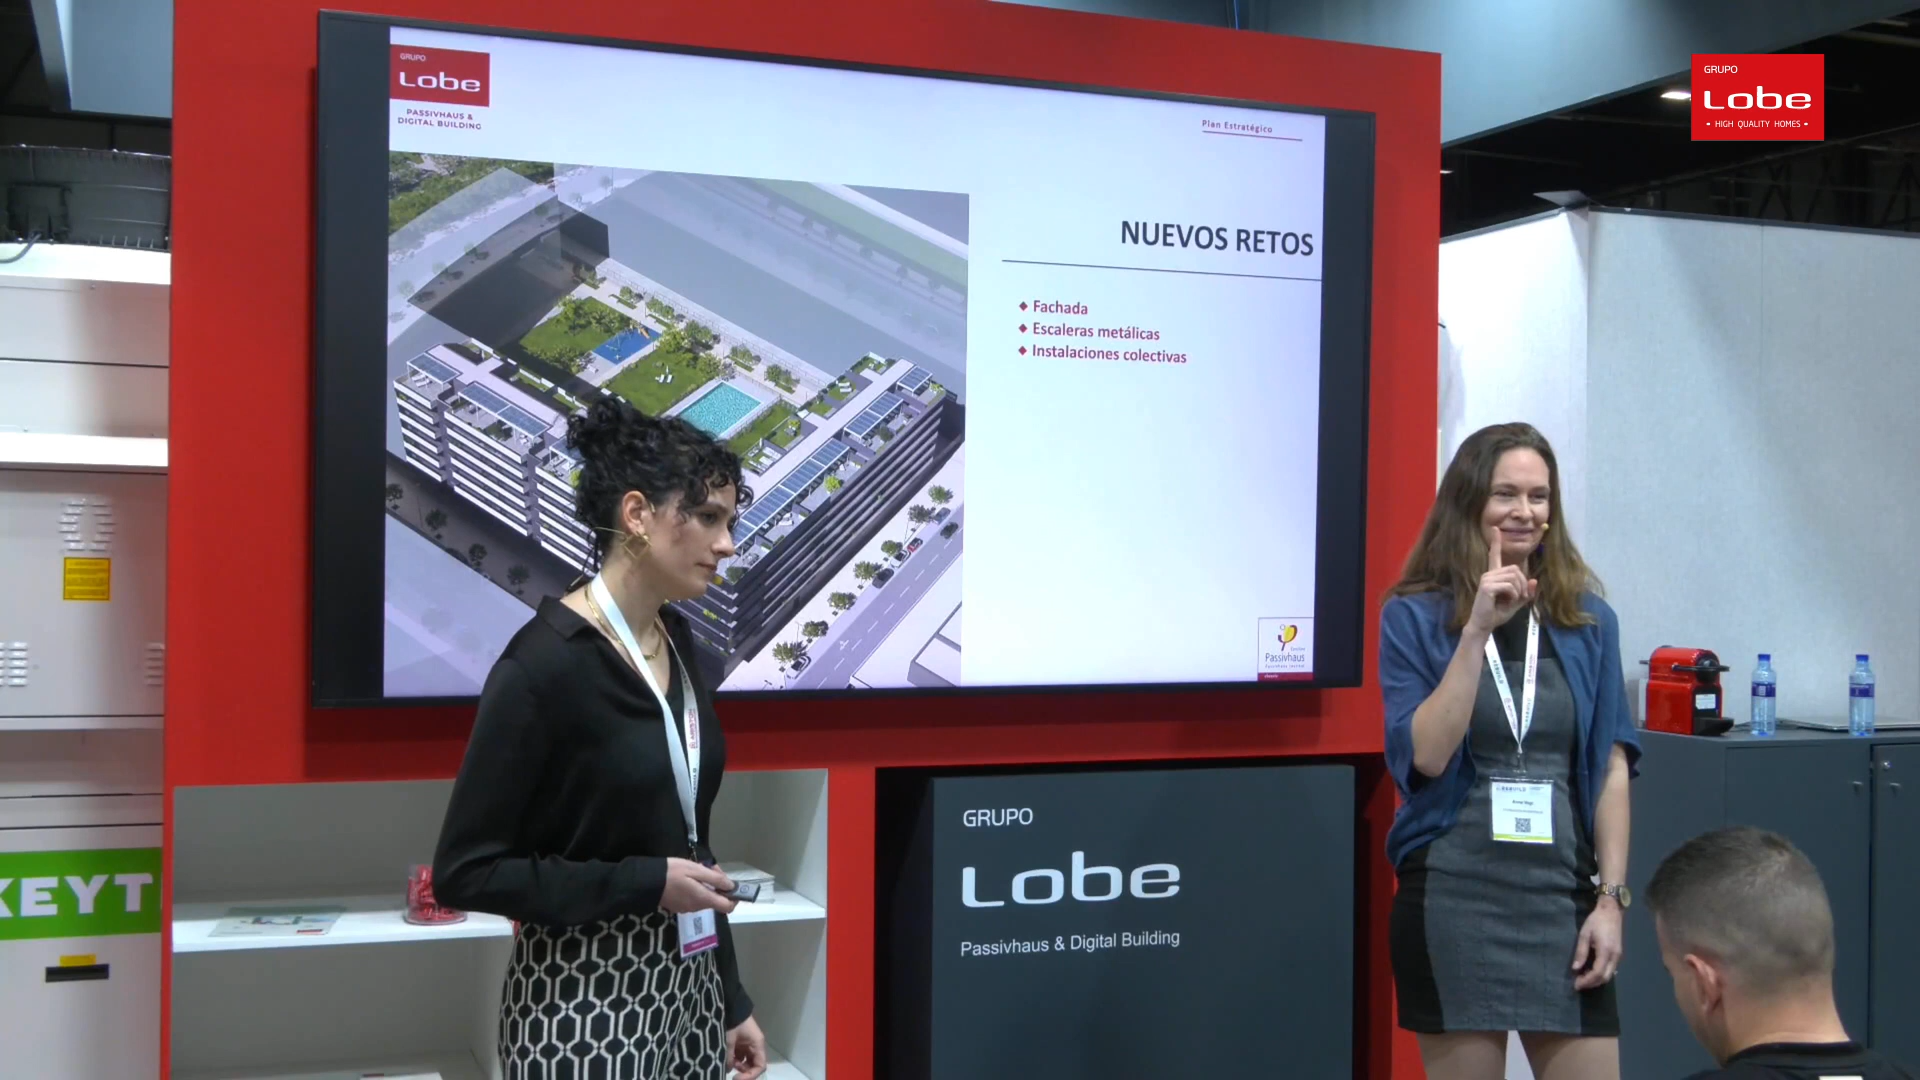 GRUPO
Lobe
PASSIVHAUS &
DIGITAL BUILDING
Plan Estratégico
NUEVOS RETOS
Fachada
Escaleras metálicas
Instalaciones colectivas
Passivhaus
GRUPO
Lobe
• HIGH QUALITY HOMES •
GRUPO
Lobe
Passivhaus & Digital Building
KEYT